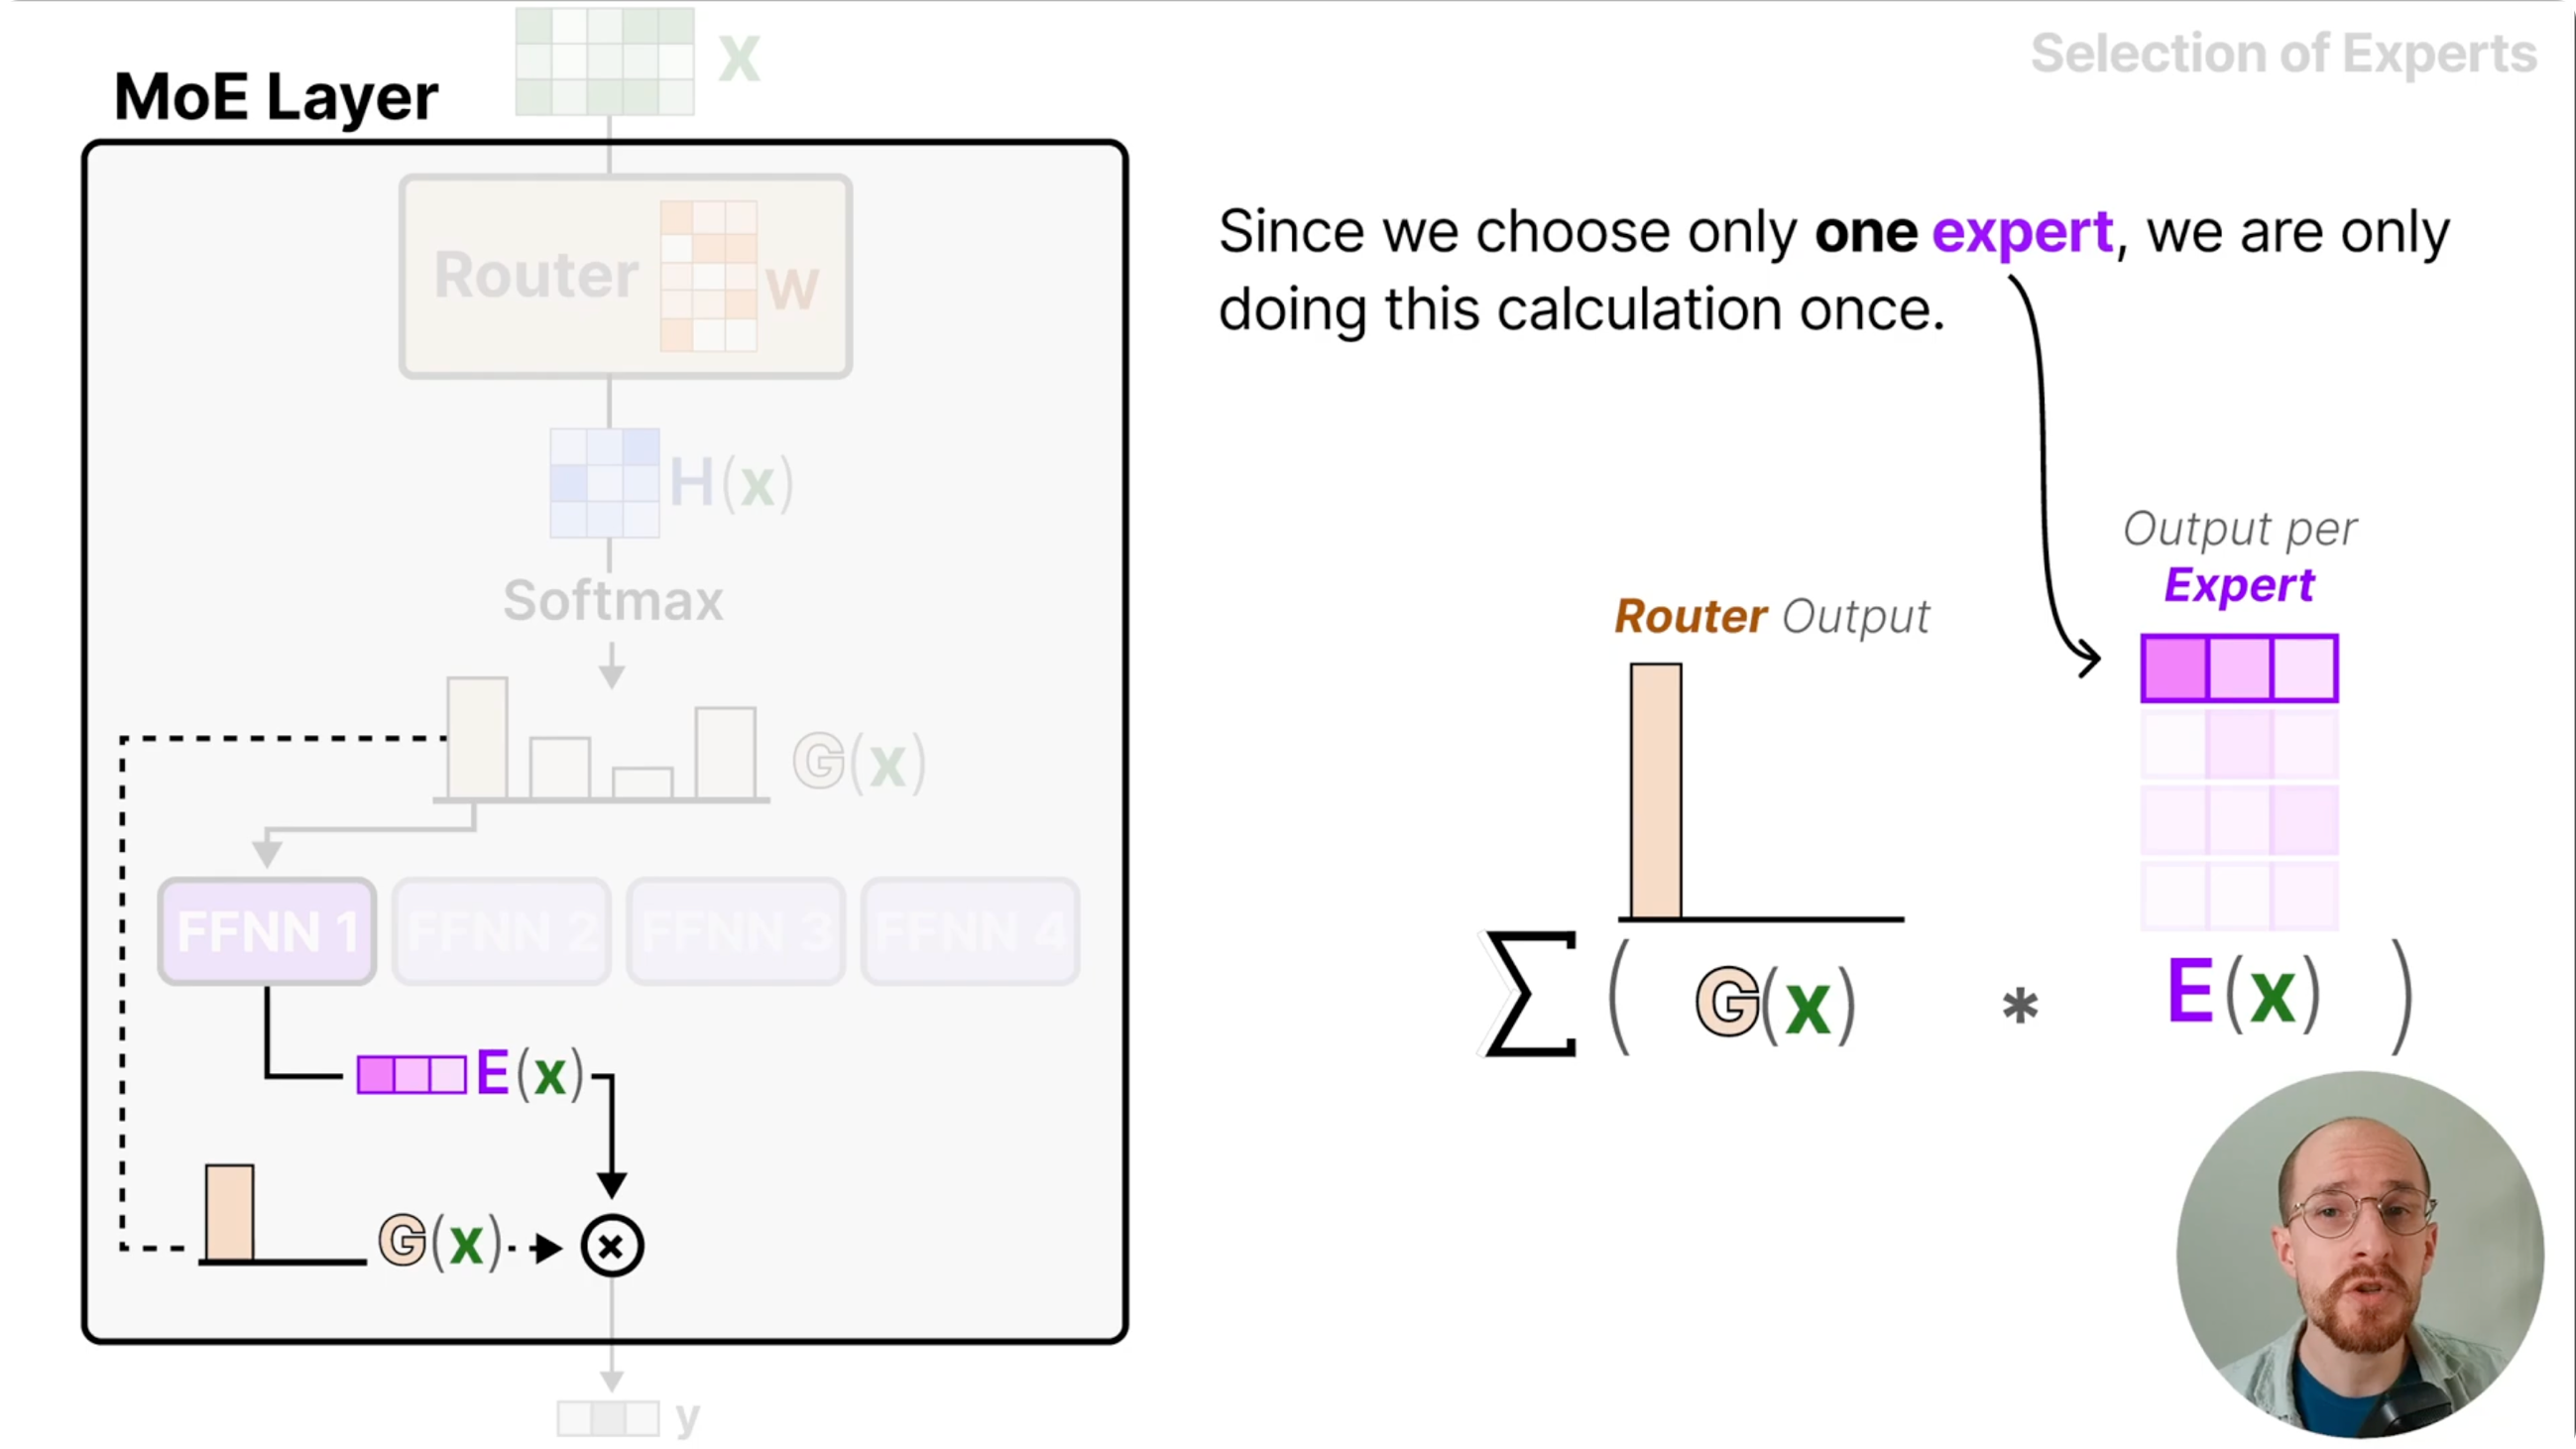 Selection of Experts
MoE Layer
X
Router
W
H(x)
Softmax
G(x)
FFNN 1 FFNN 2 FFNN 3 FFNN 4
E(x)
G(x)
×
y
Since we choose only one expert, we are only
doing this calculation once.
Output per
Expert
Router Output
∑ ( G(x) * E(x) )